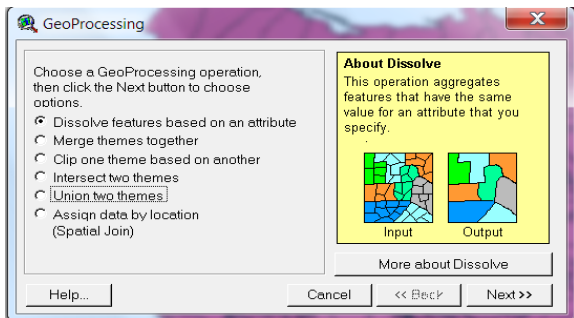 GeoProcessing
X
Choose a GeoProcessing operation,
then click the Next button to choose
options.
Dissolve features based on an attribute
Merge themes together
Clip one theme based on another
Intersect two themes
Union two themes
Assign data by location
(Spatial Join)
About Dissolve
This operation aggregates
features that have the same
value for an attribute that you
specify.
Input Output
More about Dissolve
Help... Cancel << Back Next >>